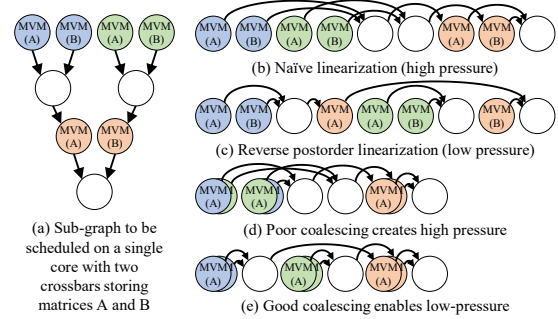 MVM MVM MVM MVM
(A) (B) (A) (B)
MVM MVM
(A) (B)
(a) Sub-graph to be
scheduled on a single
core with two
crossbars storing
matrices A and B
MVM MVM MVM MVM MVM MVM
(A) (B) (A) (B) (A) (B)
(b) Naïve linearization (high pressure)
MVM MVM MVM MVM MVM MVM
(A) (B) (A) (A) (B) (B)
(c) Reverse postorder linearization (low pressure)
MVM MVM MVM
(A) (A) (A)
(d) Poor coalescing creates high pressure
MVM MVM MVM
(A) (A) (A)
(e) Good coalescing enables low-pressure